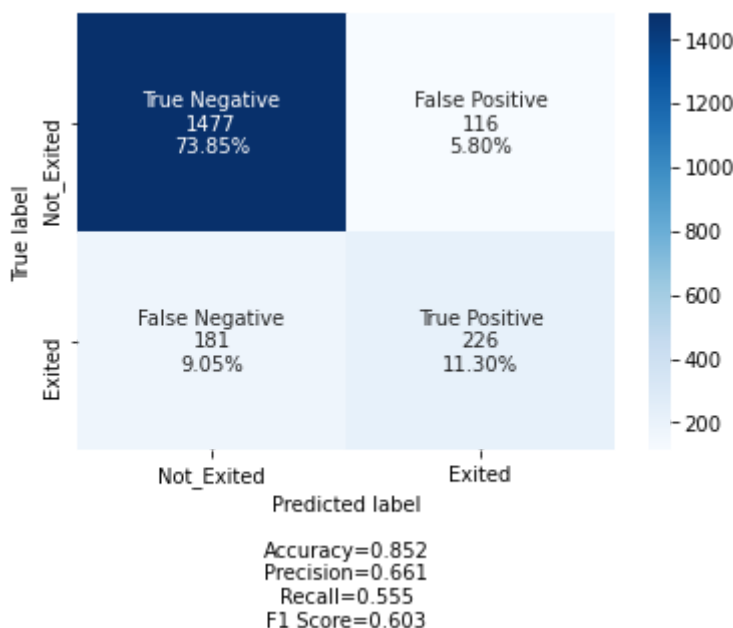 True Negative
1477
73.85%
False Positive
116
5.80%
False Negative
181
9.05%
True Positive
226
11.30%
True label
Not_Exited
Exited
Not_Exited
Exited
Predicted label
1400
1200
1000
800
600
400
200
Accuracy=0.852
Precision=0.661
Recall=0.555
F1 Score=0.603